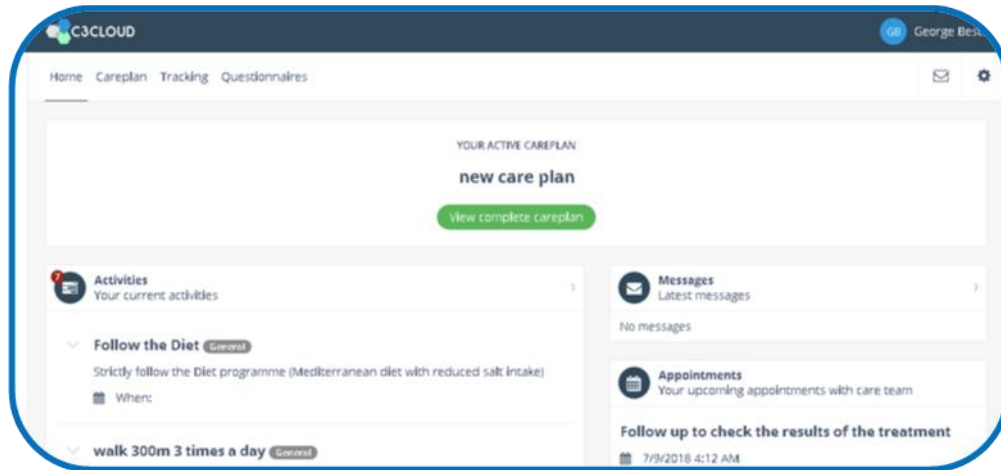 C3CLOUD
GB George Best
Home Careplan Tracking Questionnaires
YOUR ACTIVE CAREPLAN
new care plan
View complete careplan
7
Activities
Your current activities
Follow the Diet General
Strictly follow the Diet programme (Mediterranean diet with reduced salt intake)
When:
walk 300m 3 times a day General
Messages
Latest messages
No messages
Appointments
Your upcoming appointments with care team
Follow up to check the results of the treatment
7/9/2018 4:12 AM